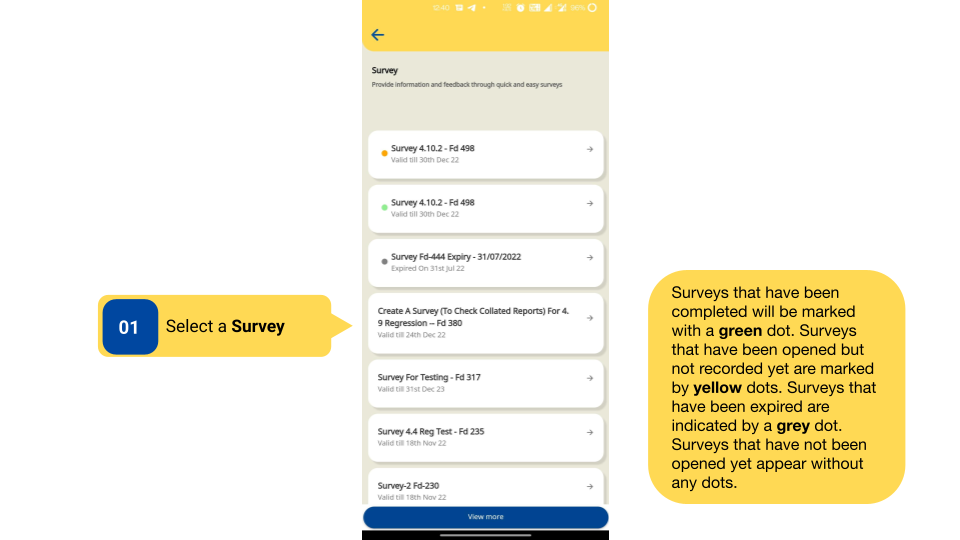 12:40
96%
Survey
Provide information and feedback through quick and easy surveys
Survey 4.10.2 - Fd 498
Valid till 30th Dec 22
Survey 4.10.2 - Fd 498
Valid till 30th Dec 22
Survey Fd-444 Expiry - 31/07/2022
Expired On 31st Jul 22
Create A Survey (To Check Collated Reports) For 4.
9 Regression -- Fd 380
Valid till 24th Dec 22
Survey For Testing - Fd 317
Valid till 31st Dec 23
Survey 4.4 Reg Test - Fd 235
Valid till 18th Nov 22
Survey-2 Fd-230
Valid till 18th Nov 22
View more
01 Select a Survey
Surveys that have been
completed will be marked
with a green dot. Surveys
that have been opened but
not recorded yet are marked
by yellow dots. Surveys that
have been expired are
indicated by a grey dot.
Surveys that have not been
opened yet appear without
any dots.